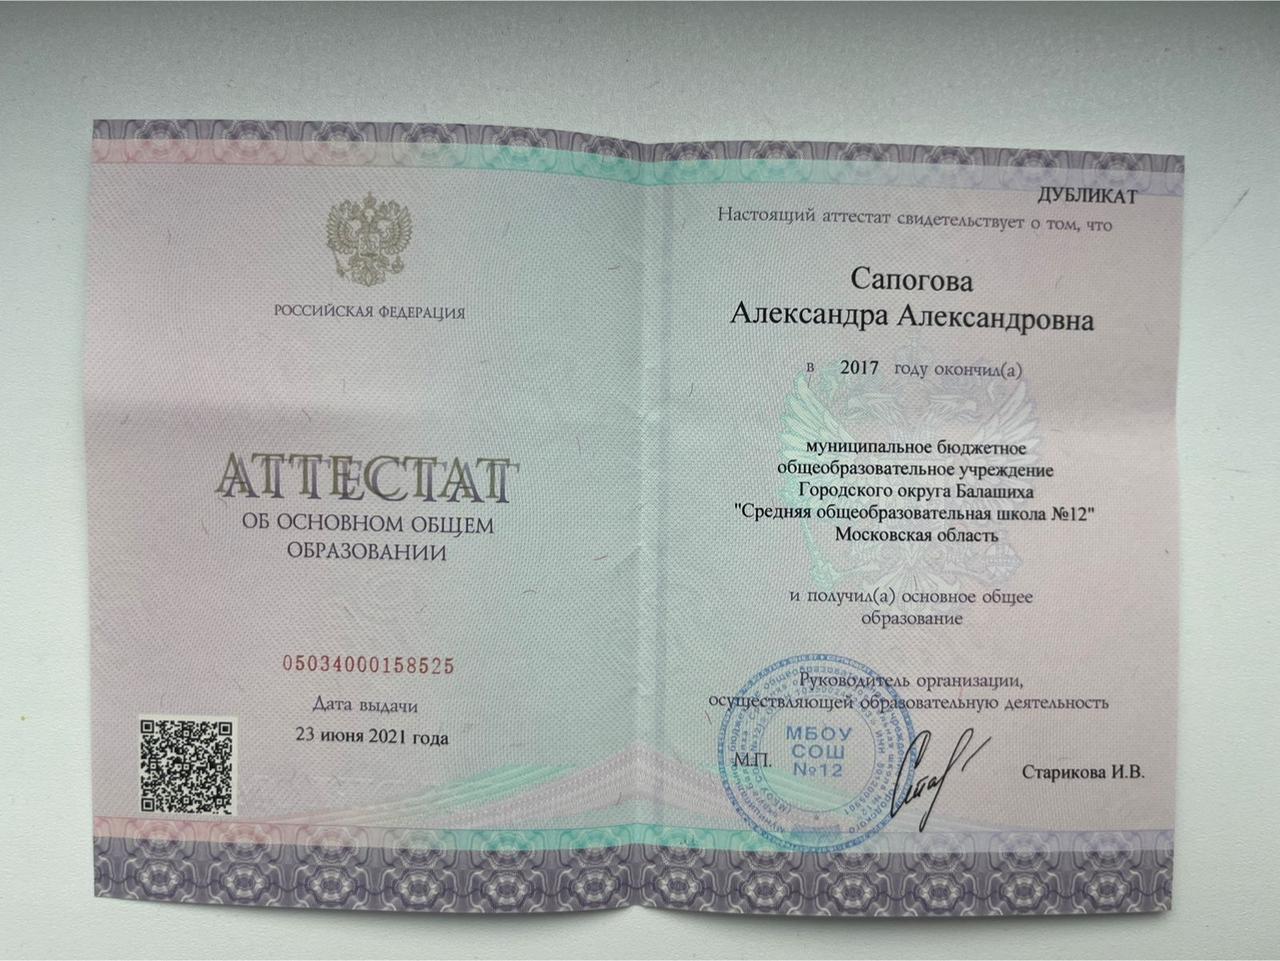 РОССИЙСКАЯ ФЕДЕРАЦИЯ
АТТЕСТАТ
ОБ ОСНОВНОМ ОБЩЕМ
ОБРАЗОВАНИИ
05034000158525
Дата выдачи
23 июня 2021 года
ДУБЛИКАТ
Настоящий аттестат свидетельствует о том, что
Сапогова
Александра Александровна
в 2017 году окончил(а)
муниципальное бюджетное
общеобразовательное учреждение
Городского округа Балашиха
"Средняя общеобразовательная школа №12"
Московская область
и получил(а) основное общее
образование
Руководитель организации,
осуществляющей образовательную деятельность
М.П.
МБОУ
СОШ
№12
Старикова И.В.